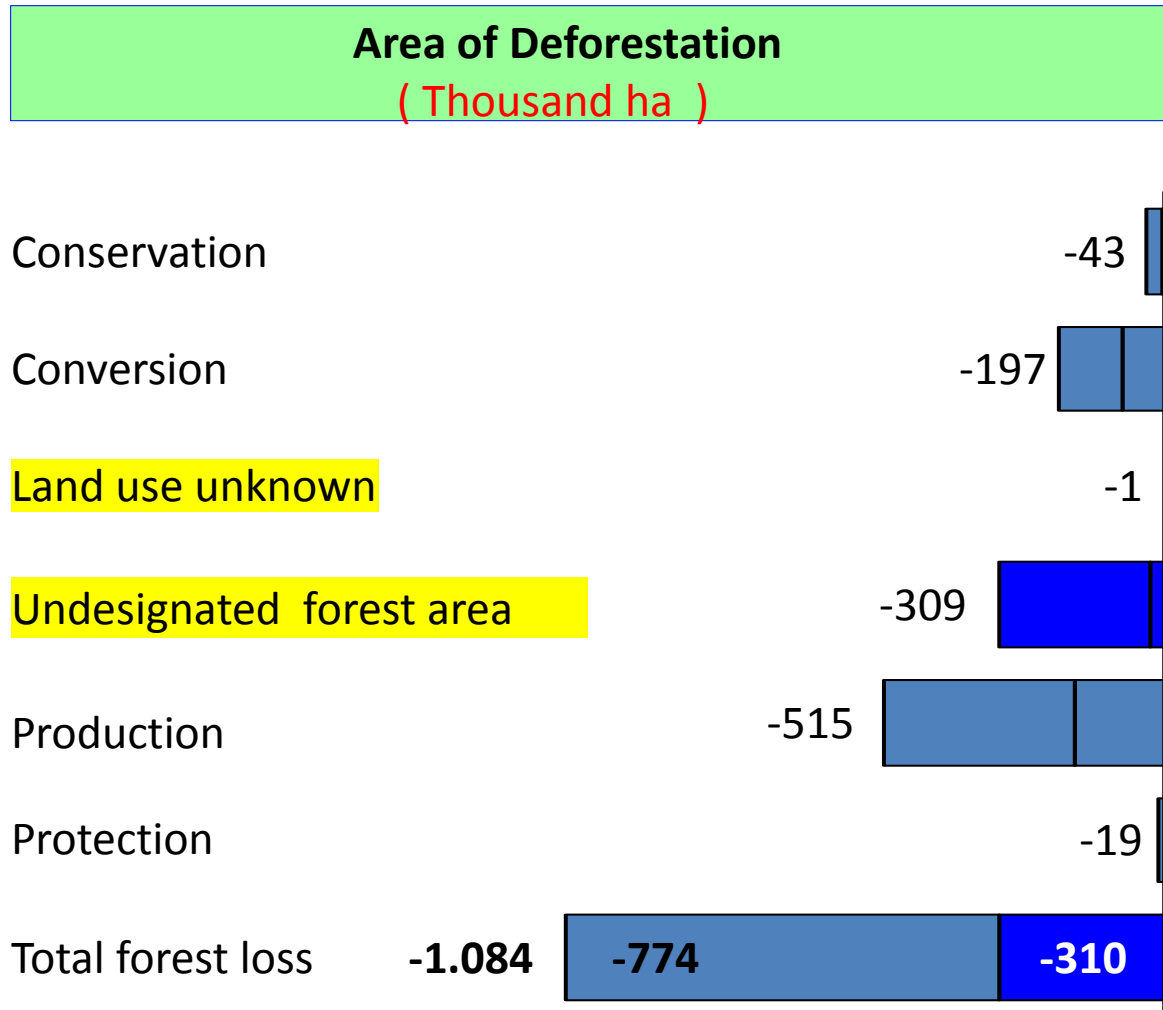 Area of Deforestation
( Thousand ha )
Conservation -43
Conversion -197
Land use unknown -1
Undesignated forest area -309
Production -515
Protection -19
Total forest loss -1.084 -774 -310